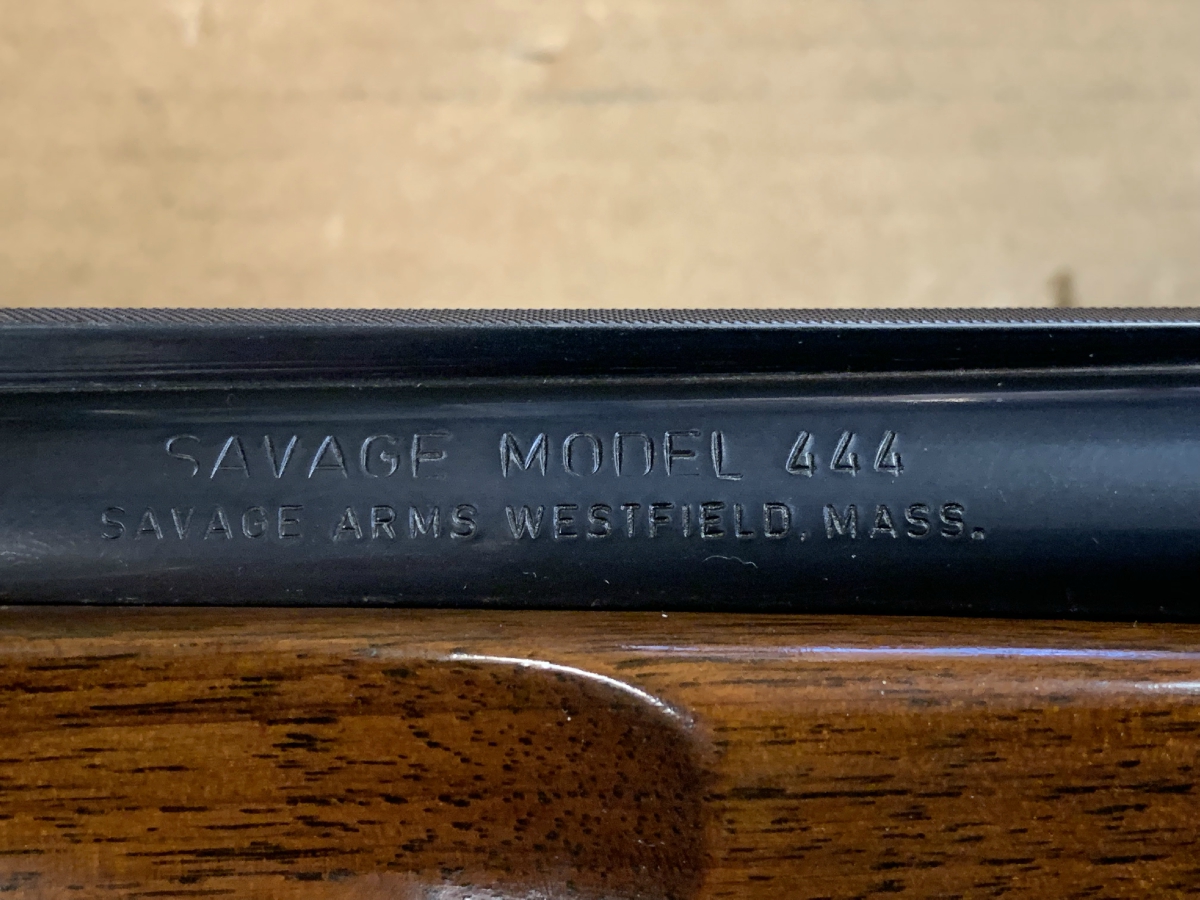 SAVAGE MODEL 444
SAVAGE ARMS WESTFIELD, MASS.